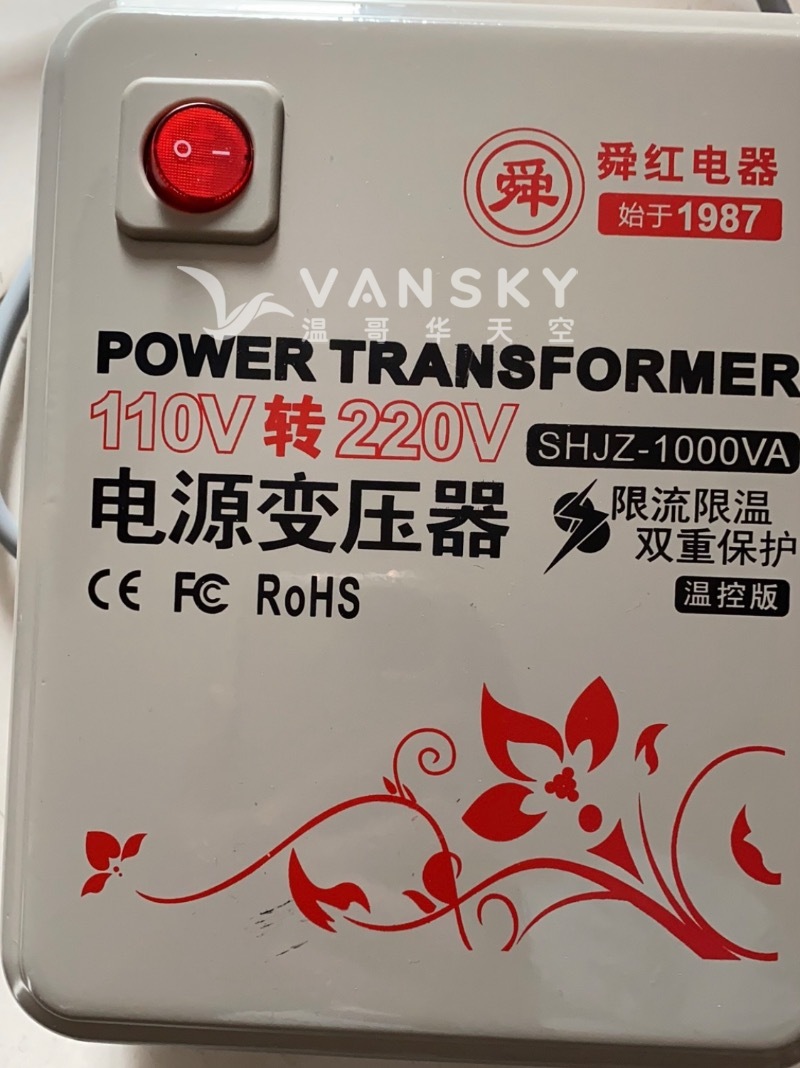 舜 舜红电器
始于1987
VANSKY
温哥华天空
POWER TRANSFORMER
110V转220V SHJZ-1000VA
电源变压器
限流限温
双重保护
CE FC RoHS
温控版